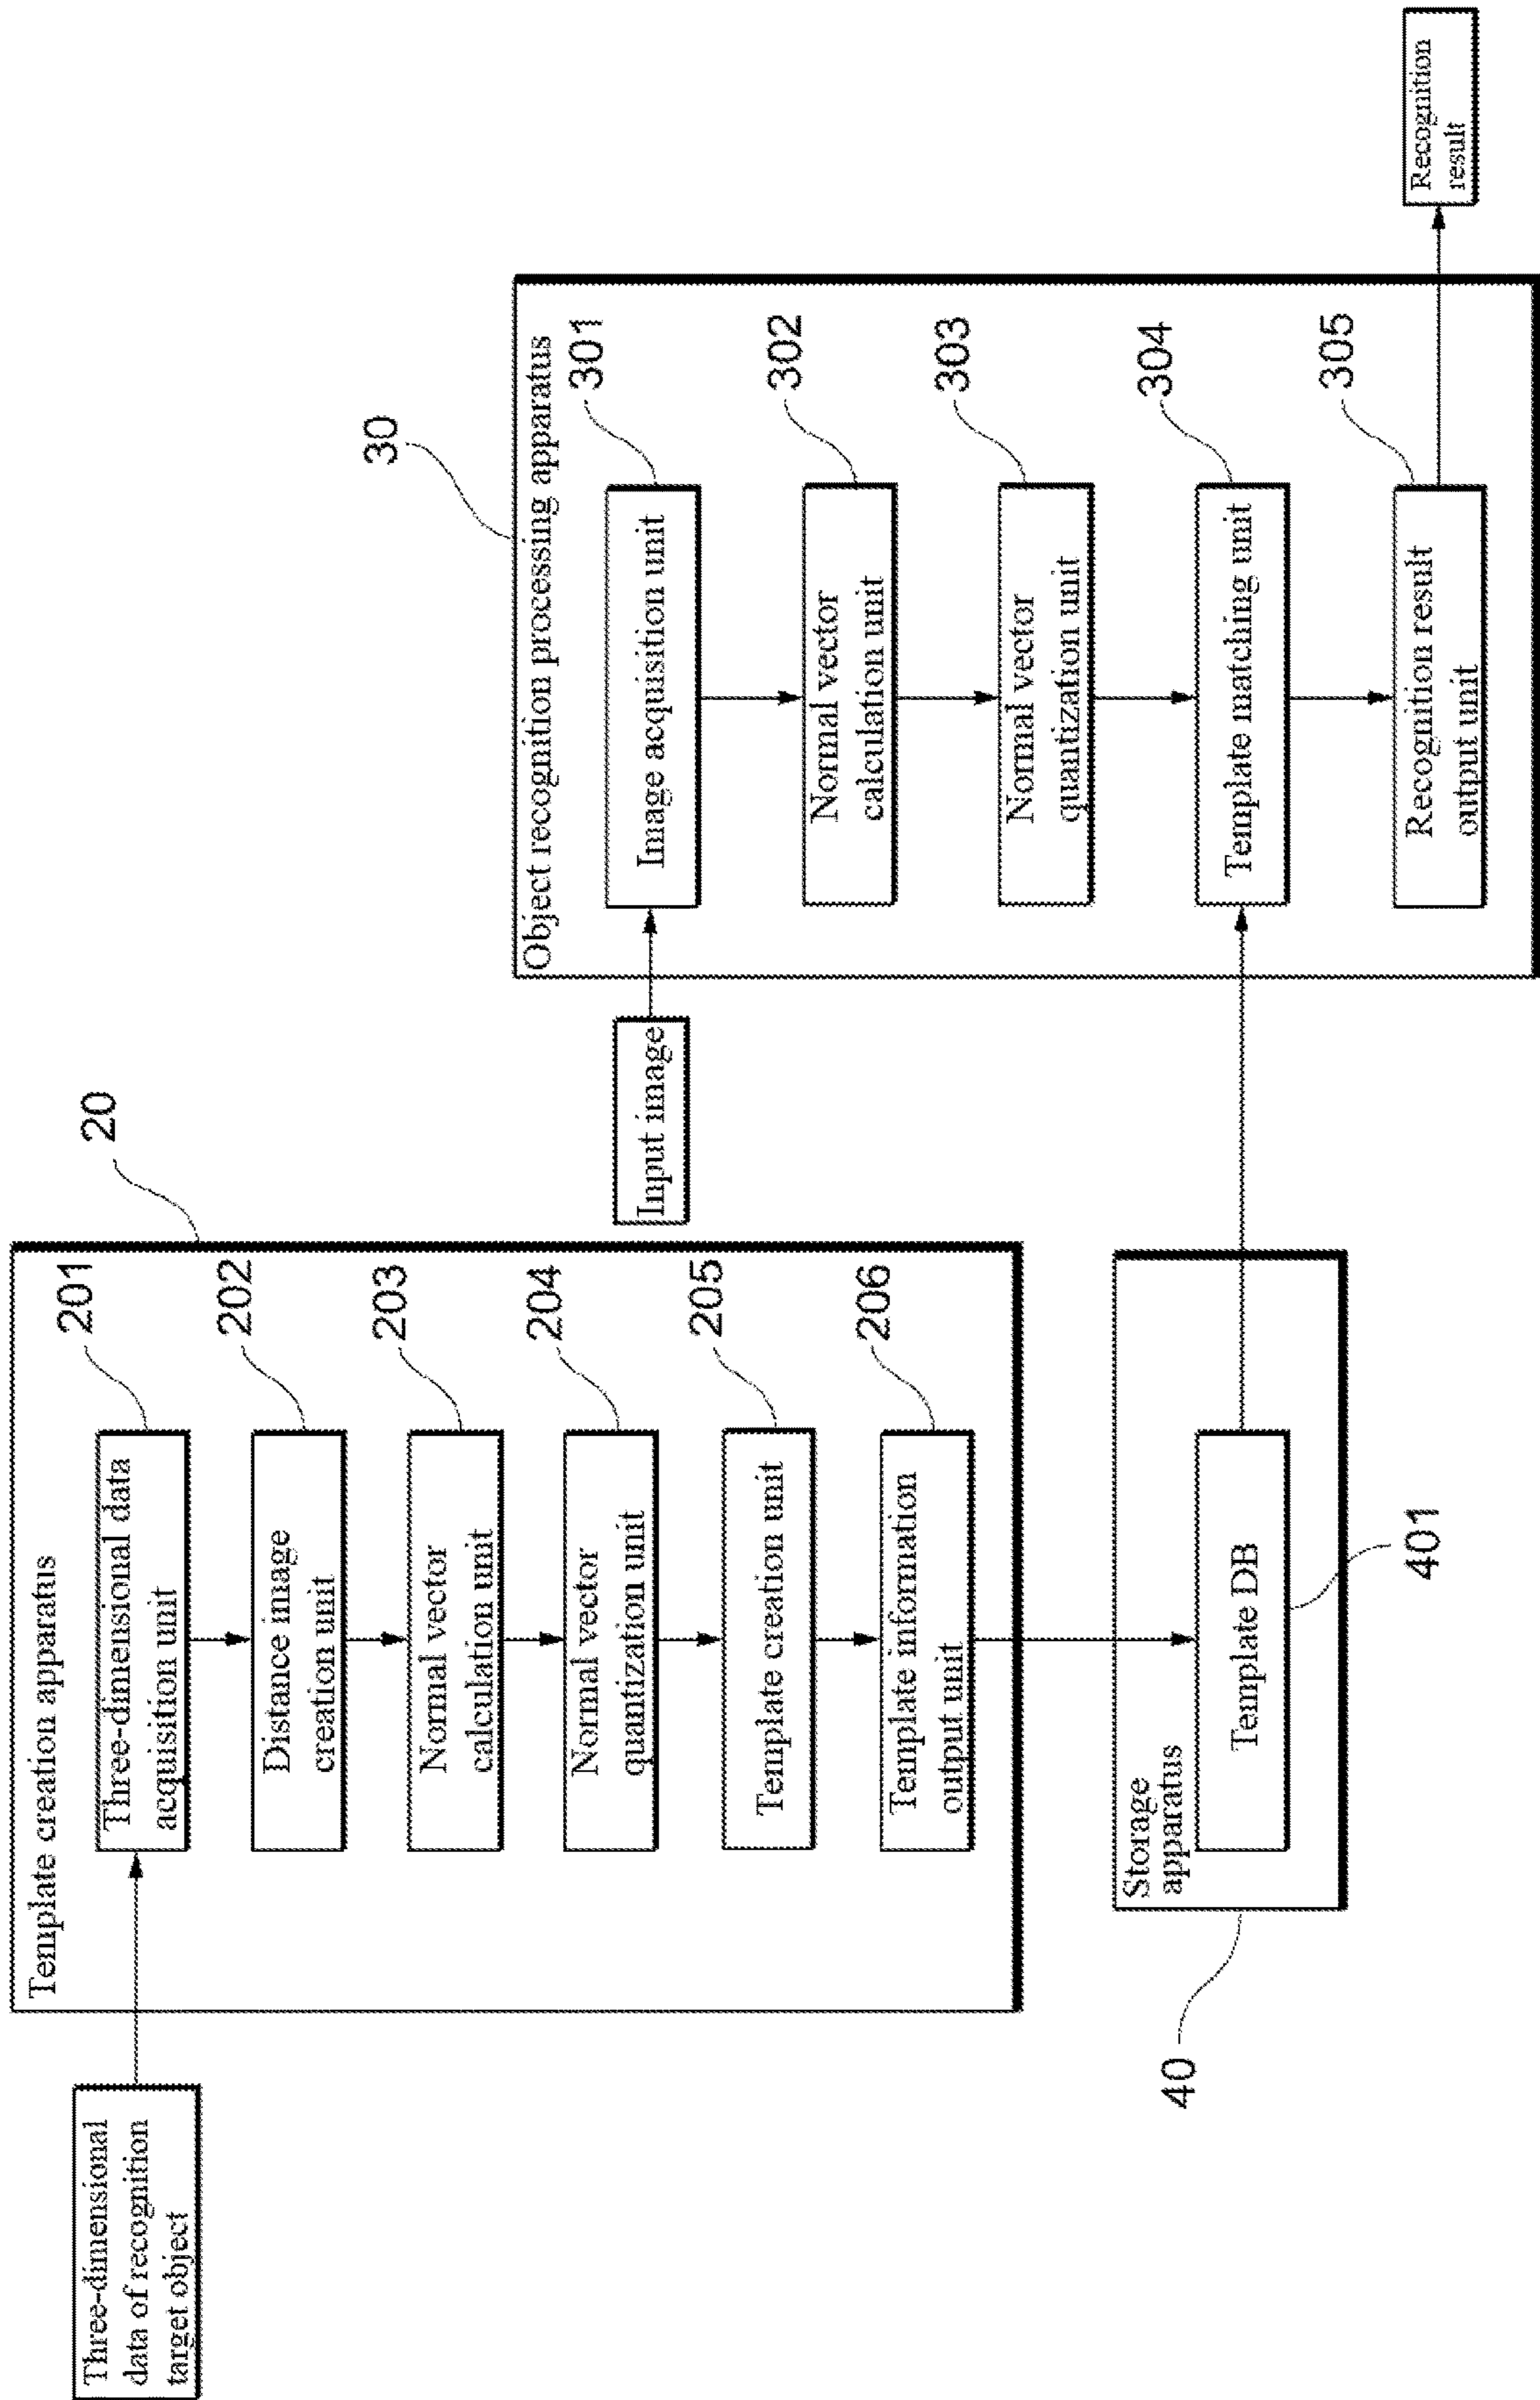 Three-dimensional
data of recognition
target object
Template creation apparatus
20
Three-dimensional data
acquisition unit
201
Distance image
creation unit
202
Normal vector
calculation unit
203
Normal vector
quantization unit
204
Template creation unit
205
Template information
output unit
206
Storage
apparatus
40
Template DB
401
Input image
30
Object recognition processing apparatus
Image acquisition unit
301
Normal vector
calculation unit
302
Normal vector
quantization unit
303
Template matching unit
304
Recognition result
output unit
305
Recognition
result